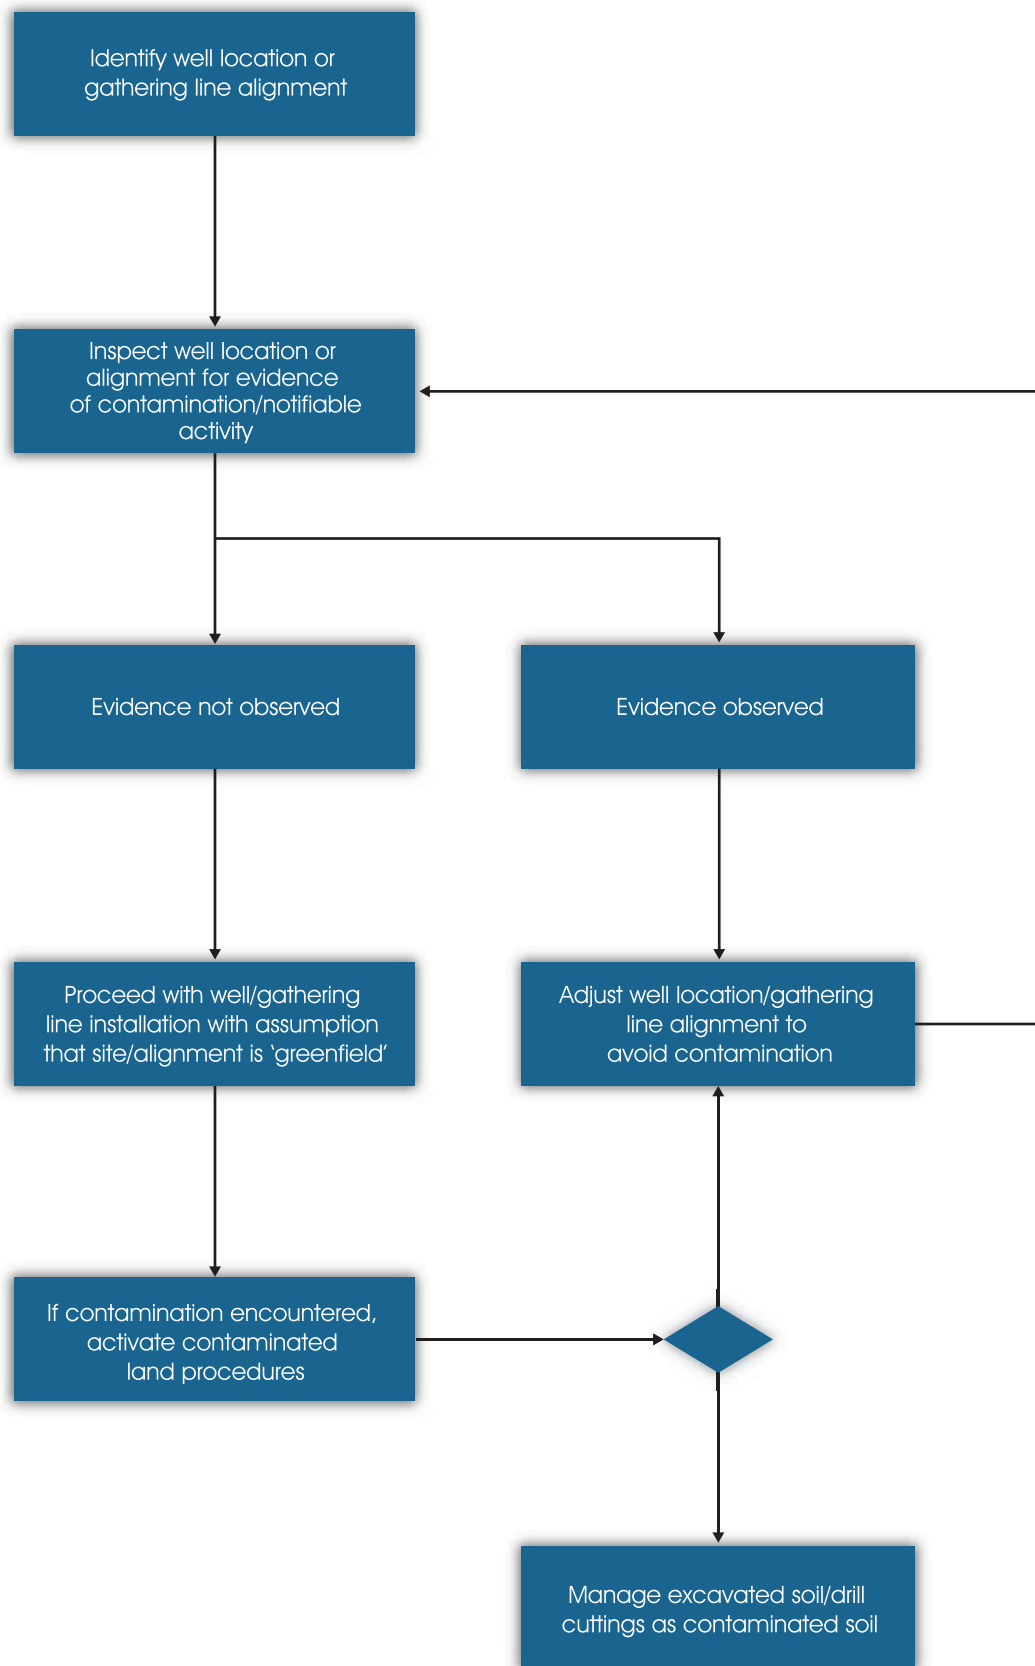 Identify well location or
gathering line alignment
Inspect well location or
alignment for evidence
of contamination/notifiable
activity
Evidence not observed
Evidence observed
Proceed with well/gathering
line installation with assumption
that site/alignment is ‘greenfield’
Adjust well location/gathering
line alignment to
avoid contamination
If contamination encountered,
activate contaminated
land procedures
Manage excavated soil/drill
cuttings as contaminated soil